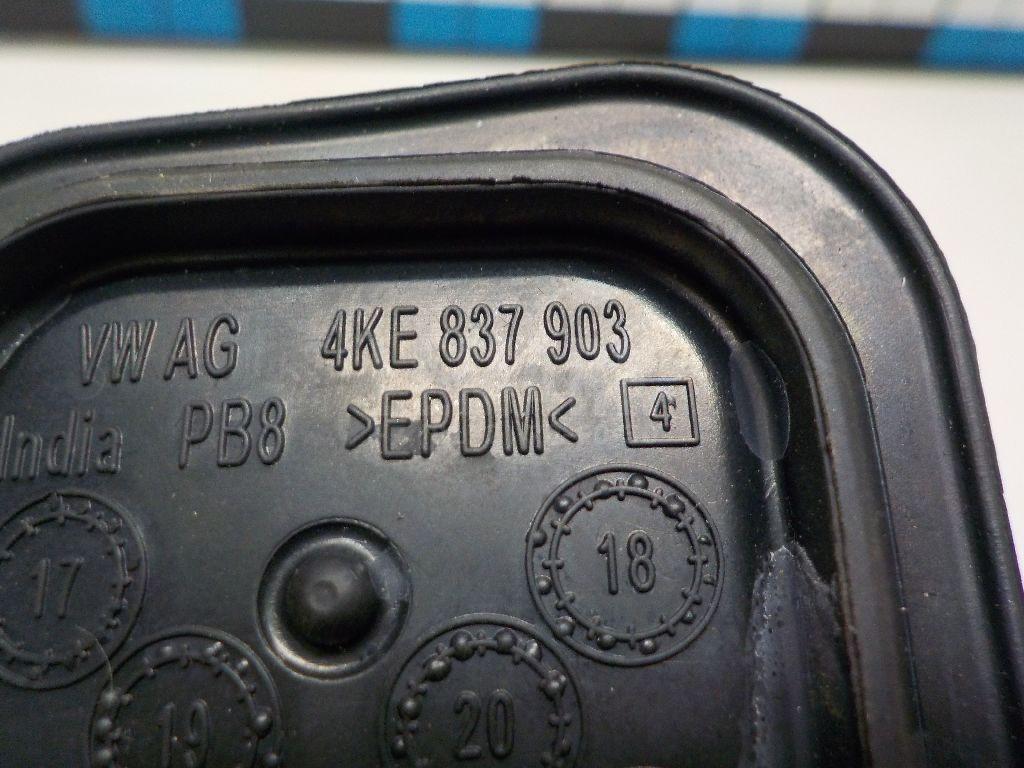 VW AG 4KE 837 903
India PB8 >EPDM< 4
17 18
19 20